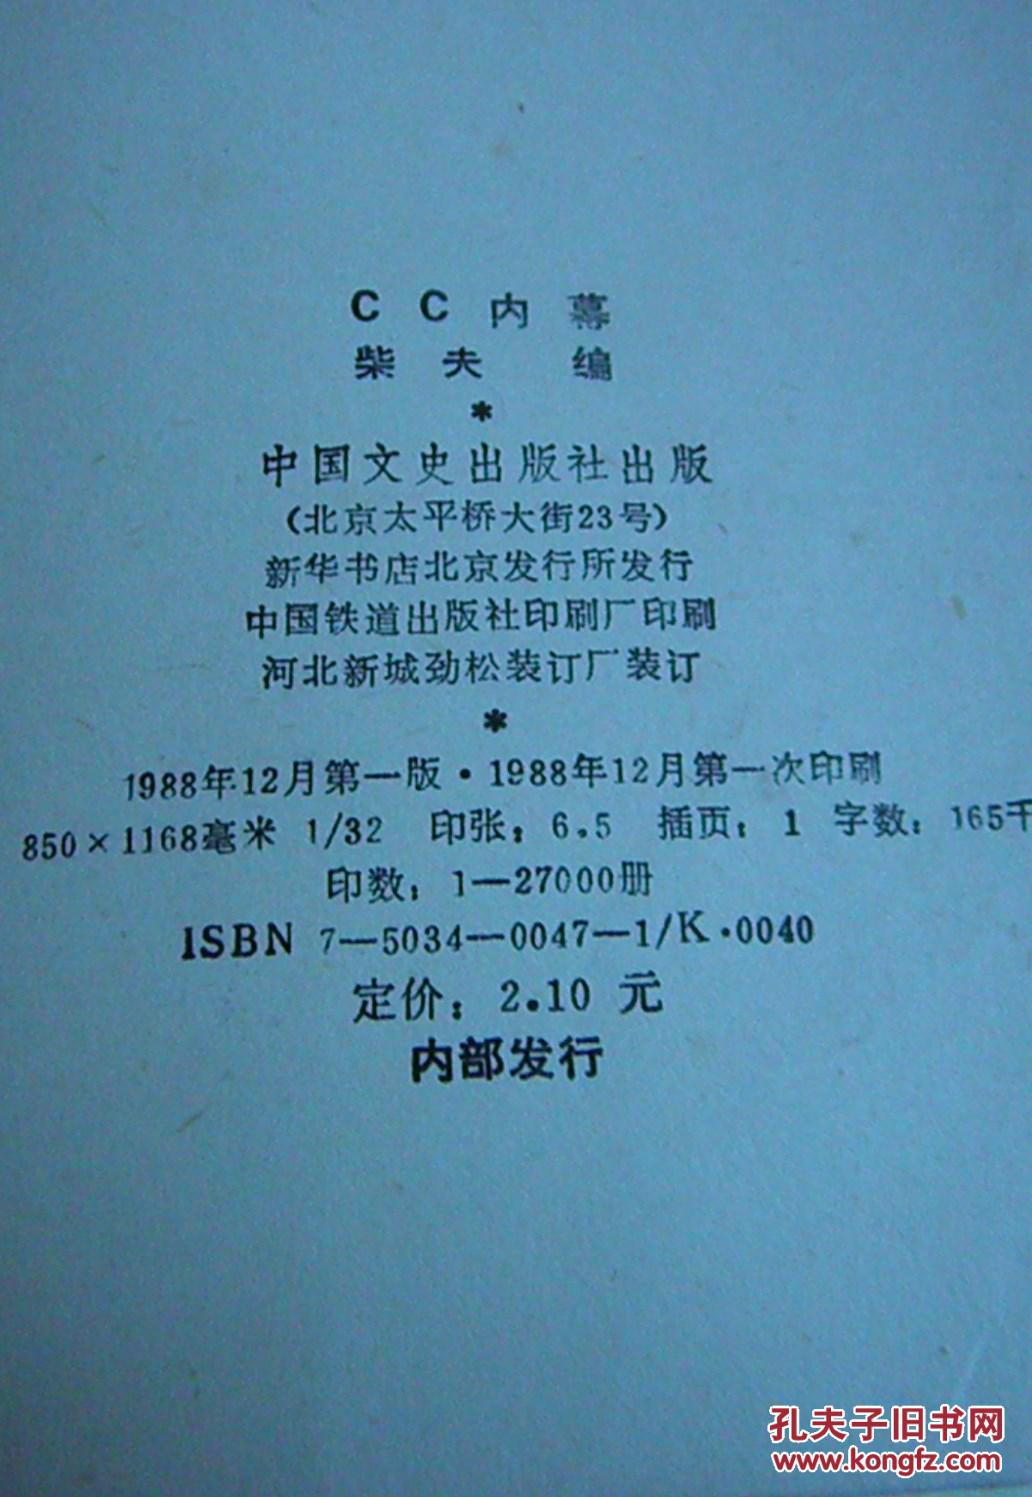 CC内幕
柴夫 编
*
中国文史出版社出版
(北京太平桥大街23号)
新华书店北京发行所发行
中国铁道出版社印刷厂印刷
河北新城劲松装订厂装订
*
1988年12月第一版·1988年12月第一次印刷
850×1168毫米 1/32 印张：6.5 插页：1 字数：165千
印数：1—27000册
ISBN 7—5034—0047—1/K·0040
定价：2.10 元
内部发行
孔夫子旧书网
www.kongfz.com